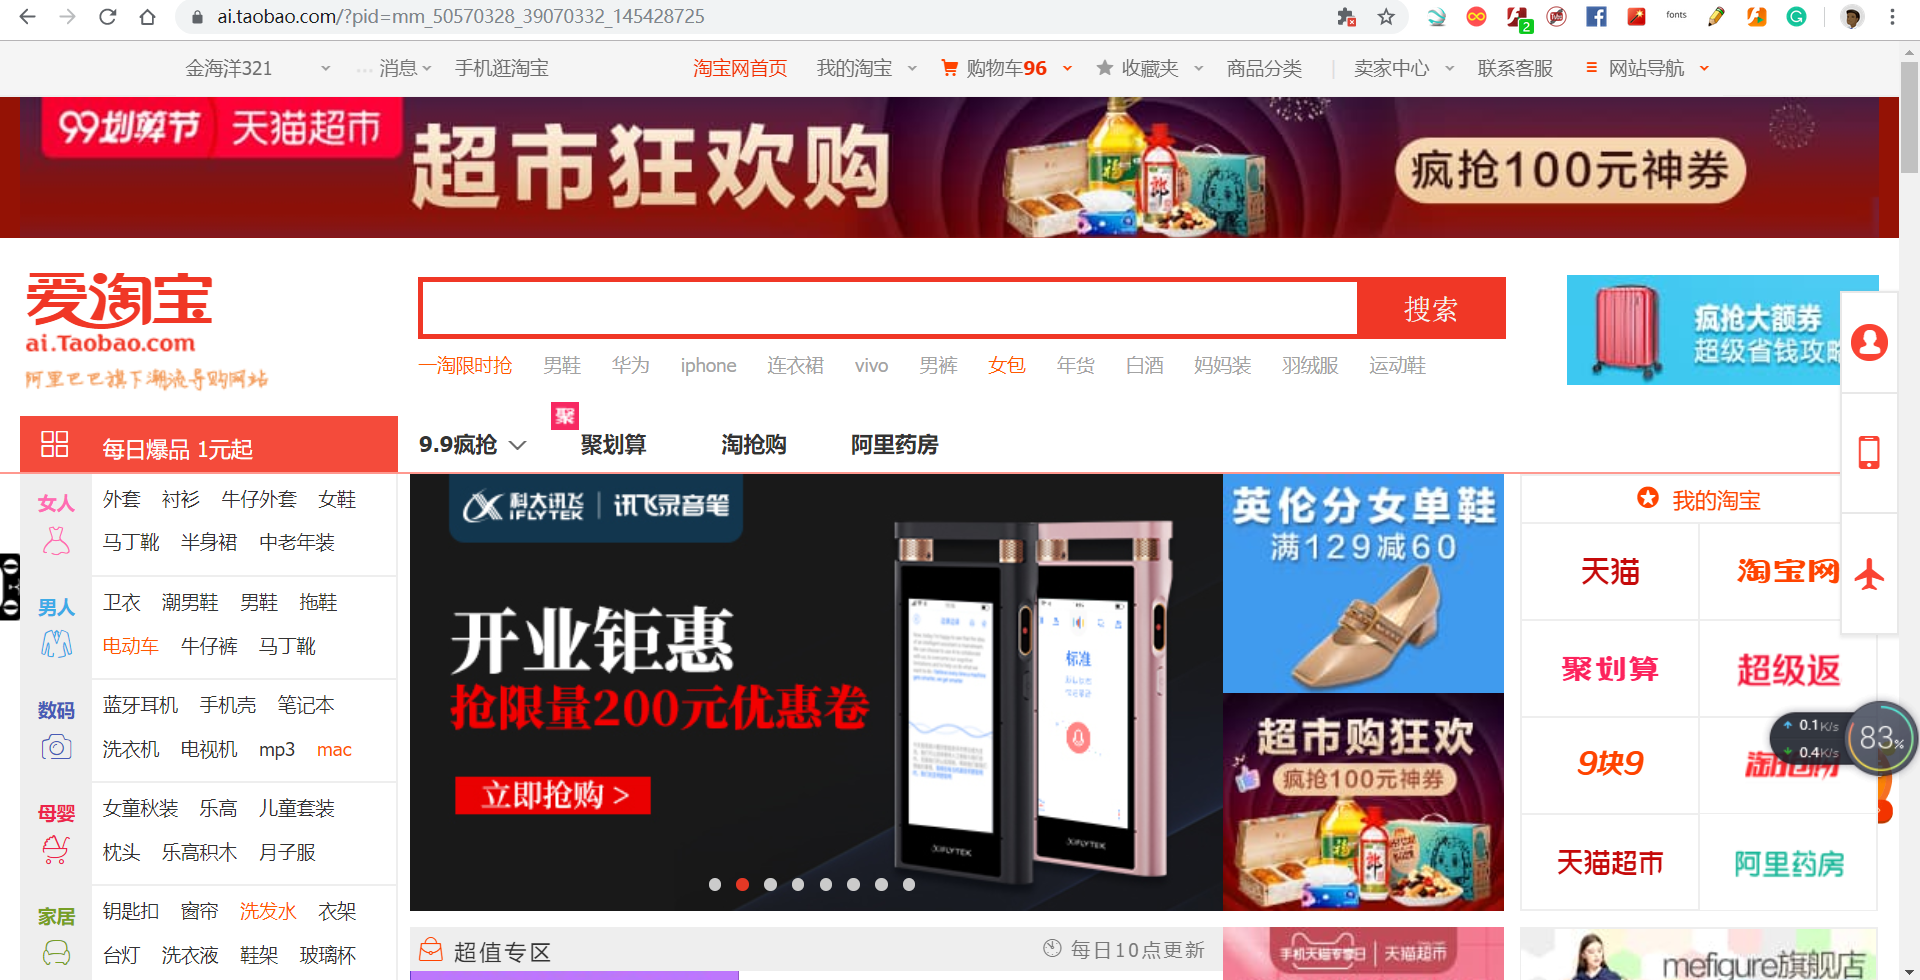 ai.taobao.com/?pid=mm_50570328_39070332_145428725
2
fonts
金海洋321
消息
手机逛淘宝
淘宝网首页
我的淘宝
购物车96
收藏夹
商品分类
卖家中心
联系客服
网站导航
99划算节
天猫超市
超市狂欢购
疯抢100元神券
爱淘宝
ai.Taobao.com
阿里巴巴旗下潮流导购网站
搜索
一淘限时抢 男鞋 华为 iphone 连衣裙 vivo 男裤 女包 年货 白酒 妈妈装 羽绒服 运动鞋
疯抢大额券
超级省钱攻略
每日爆品 1元起
9.9疯抢
聚
聚划算
淘抢购
阿里药房
女人
外套 衬衫 牛仔外套 女鞋
马丁靴 半身裙 中老年装
男人
卫衣 潮男鞋 男鞋 拖鞋
电动车 牛仔裤 马丁靴
数码
蓝牙耳机 手机壳 笔记本
洗衣机 电视机 mp3 mac
母婴
女童秋装 乐高 儿童套装
枕头 乐高积木 月子服
家居
钥匙扣 窗帘 洗发水 衣架
台灯 洗衣液 鞋架 玻璃杯
科大讯飞
iFLYTEK
讯飞录音笔
开业钜惠
抢限量200元优惠卷
立即抢购 >
标准
iFLYTEK
iFLYTEK
英伦分女单鞋
满129减60
超市购狂欢
疯抢100元神券
我的淘宝
天猫
淘宝网
聚划算
超级返
9块9
淘抢购
天猫超市
阿里药房
0.1K/s
0.4K/s
83%
超值专区
每日10点更新
手机天猫专享日
天猫超市
mefigure旗舰店